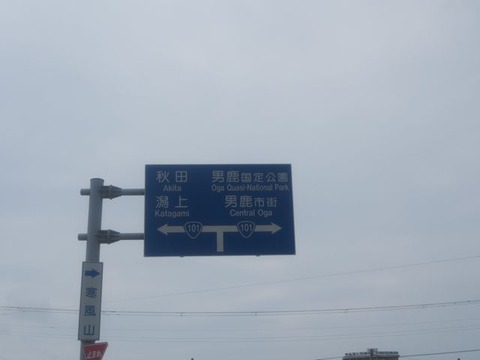 秋田 男鹿国定公園
Akita Oga Quasi-National Park
潟上 男鹿市街
Katagami Central Oga
101 101
寒風山